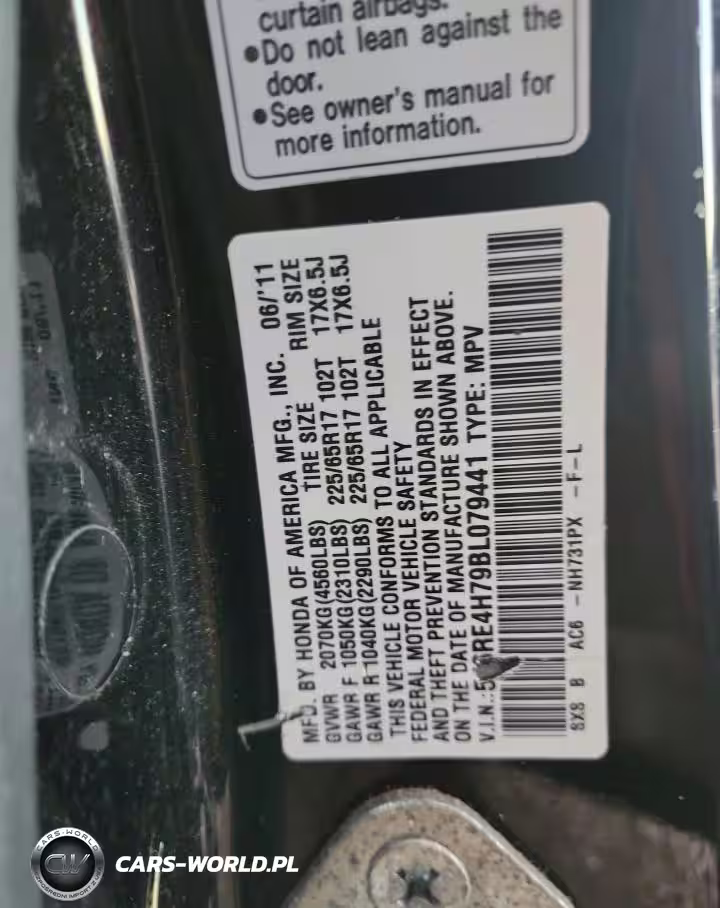 curtain airbags.
•Do not lean against the
door.
•See owner's manual for
more information.
MFD. BY HONDA OF AMERICA MFG., INC. 06/'11
GVWR 2070KG(4560LBS) TIRE SIZE RIM SIZE
GAWR F 1050KG(2310LBS) 225/65R17 102T 17X6.5J
GAWR R 1040KG(2290LBS) 225/65R17 102T 17X6.5J
THIS VEHICLE CONFORMS TO ALL APPLICABLE
FEDERAL MOTOR VEHICLE SAFETY
AND THEFT PREVENTION STANDARDS IN EFFECT
ON THE DATE OF MANUFACTURE SHOWN ABOVE.
V.I.N.: TYPE: MPV
AC6 -NH731PX -F-L
CARS-WORLD
CW
CARS-WORLD.PL